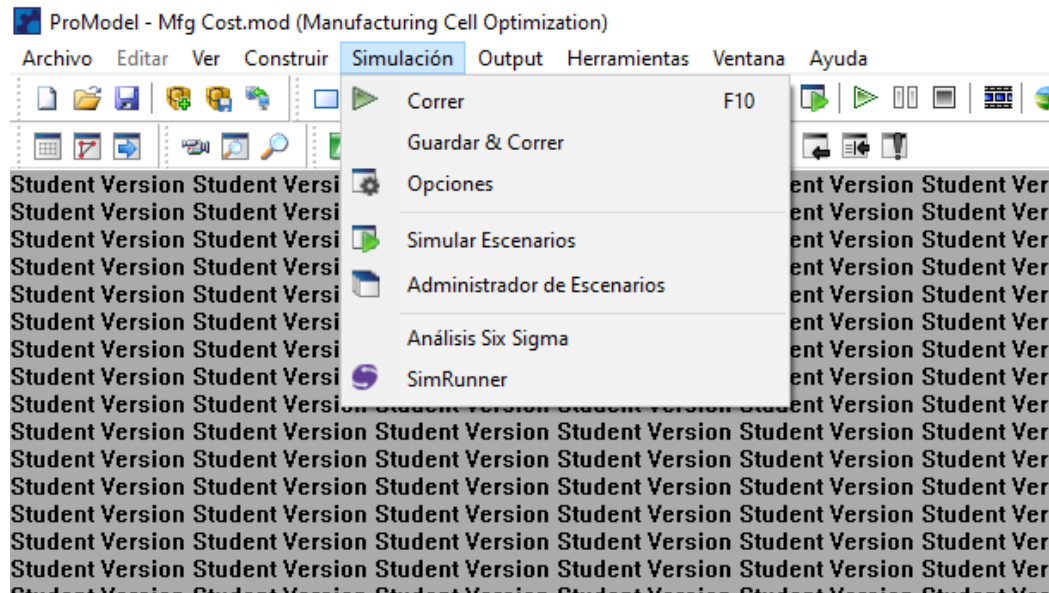 ProModel - Mfg Cost.mod (Manufacturing Cell Optimization)
Archivo Editar Ver Construir Simulación Output Herramientas Ventana Ayuda
Correr F10
Guardar & Correr
Opciones
Simular Escenarios
Administrador de Escenarios
Análisis Six Sigma
SimRunner
Student Version Student Versi ent Version Student Ver
Student Version Student Versi ent Version Student Ver
Student Version Student Versi ent Version Student Ver
Student Version Student Versi ent Version Student Ver
Student Version Student Versi ent Version Student Ver
Student Version Student Versi ent Version Student Ver
Student Version Student Versi ent Version Student Ver
Student Version Student Versi ent Version Student Ver
Student Version Student Versi ent Version Student Ver
Student Version Student Version Student Version Student Version Student Version Student Ver
Student Version Student Version Student Version Student Version Student Version Student Ver
Student Version Student Version Student Version Student Version Student Version Student Ver
Student Version Student Version Student Version Student Version Student Version Student Ver
Student Version Student Version Student Version Student Version Student Version Student Ver
Student Version Student Version Student Version Student Version Student Version Student Ver